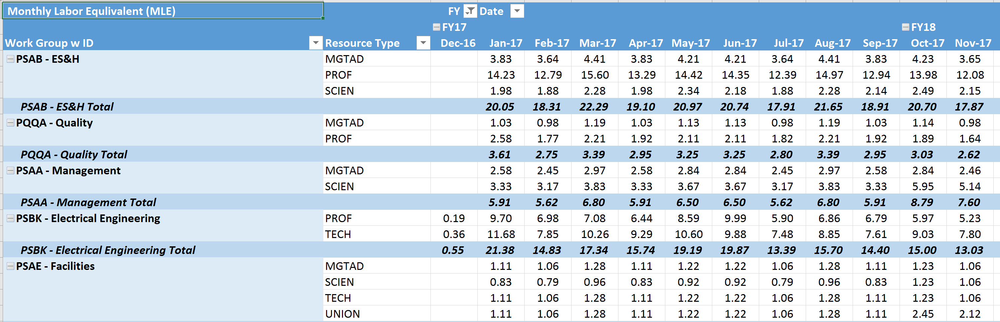 Monthly Labor Equlivalent (MLE) FY Date
FY17 FY18
Work Group w ID Resource Type Dec-16 Jan-17 Feb-17 Mar-17 Apr-17 May-17 Jun-17 Jul-17 Aug-17 Sep-17 Oct-17 Nov-17
PSAB - ES&H MGTAD 3.83 3.64 4.41 3.83 4.21 4.21 3.64 4.41 3.83 4.23 3.65
PROF 14.23 12.79 15.60 13.29 14.42 14.35 12.39 14.97 12.94 13.98 12.08
SCIEN 1.98 1.88 2.28 1.98 2.34 2.18 1.88 2.28 2.14 2.49 2.15
PSAB - ES&H Total 20.05 18.31 22.29 19.10 20.97 20.74 17.91 21.65 18.91 20.70 17.87
PQQA - Quality MGTAD 1.03 0.98 1.19 1.03 1.13 1.13 0.98 1.19 1.03 1.14 0.98
PROF 2.58 1.77 2.21 1.92 2.11 2.11 1.82 2.21 1.92 1.89 1.64
PQQA - Quality Total 3.61 2.75 3.39 2.95 3.25 3.25 2.80 3.39 2.95 3.03 2.62
PSAA - Management MGTAD 2.58 2.45 2.97 2.58 2.84 2.84 2.45 2.97 2.58 2.84 2.46
SCIEN 3.33 3.17 3.83 3.33 3.67 3.67 3.17 3.83 3.33 5.95 5.14
PSAA - Management Total 5.91 5.62 6.80 5.91 6.50 6.50 5.62 6.80 5.91 8.79 7.60
PSBK - Electrical Engineering PROF 0.19 9.70 6.98 7.08 6.44 8.59 9.99 5.90 6.86 6.79 5.97 5.23
TECH 0.36 11.68 7.85 10.26 9.29 10.60 9.88 7.48 8.85 7.61 9.03 7.80
PSBK - Electrical Engineering Total 0.55 21.38 14.83 17.34 15.74 19.19 19.87 13.39 15.70 14.40 15.00 13.03
PSAE - Facilities MGTAD 1.11 1.06 1.28 1.11 1.22 1.22 1.06 1.28 1.11 1.23 1.06
SCIEN 0.83 0.79 0.96 0.83 0.92 0.92 0.79 0.96 0.83 1.23 1.06
TECH 1.11 1.06 1.28 1.11 1.22 1.22 1.06 1.28 1.11 1.23 1.06
UNION 1.11 1.06 1.28 1.11 1.22 1.22 1.06 1.28 1.11 2.45 2.12